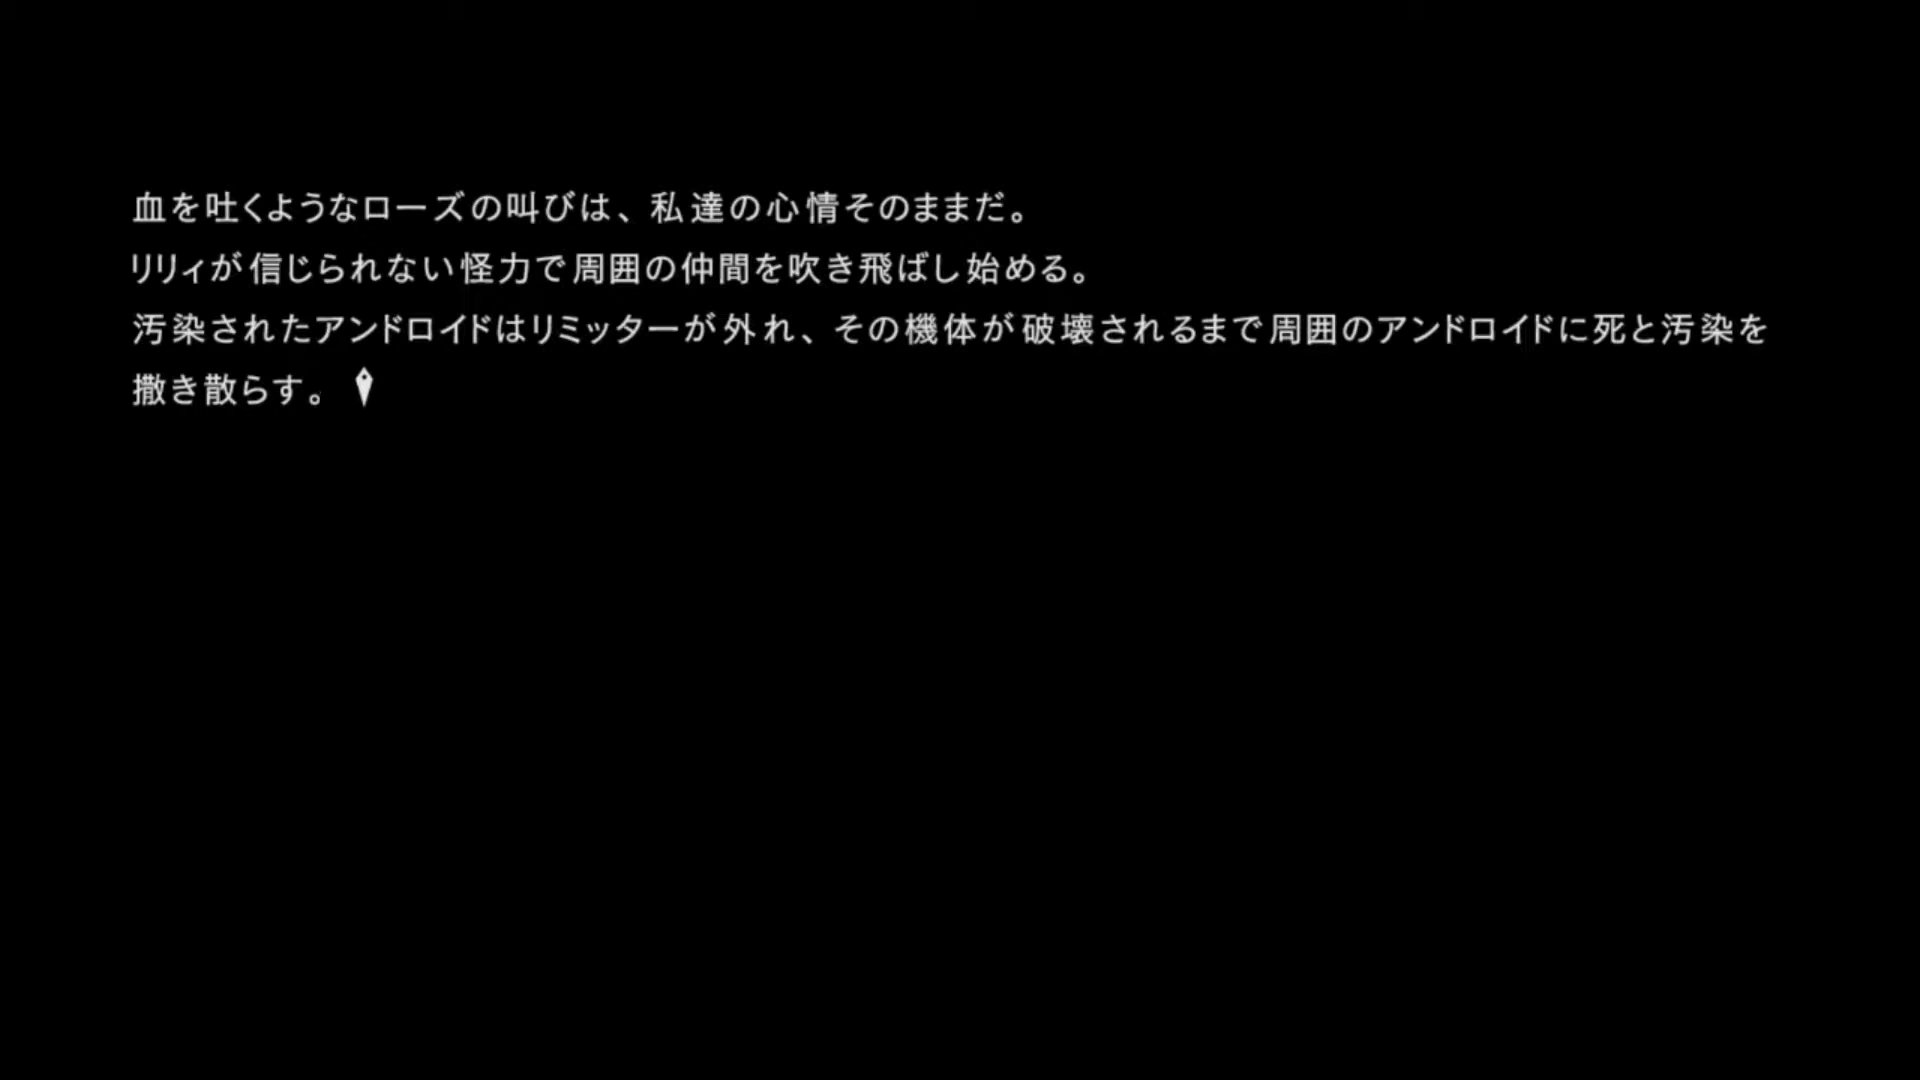 血を吐くようなローズの叫びは、私達の心情そのままだ。
リリィが信じられない怪力で周囲の仲間を吹き飛ばし始める。
汚染されたアンドロイドはリミッターが外れ、その機体が破壊されるまで周囲のアンドロイドに死と汚染を
撒き散らす。